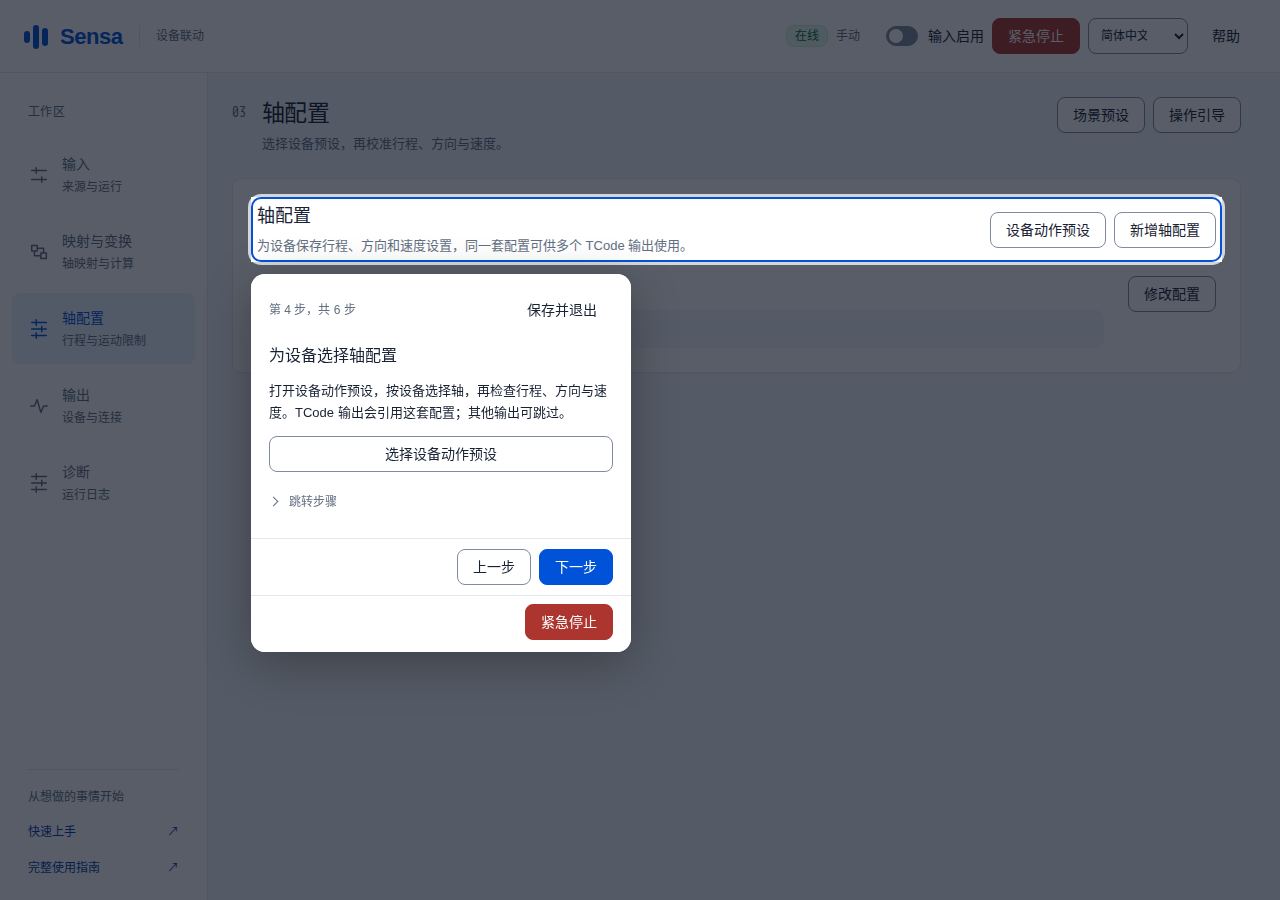 Sensa
设备联动
在线
手动
输入启用
紧急停止
简体中文
帮助
工作区
输入
来源与运行
映射与变换
轴映射与计算
轴配置
行程与运动限制
输出
设备与连接
诊断
运行日志
从想做的事情开始
快速上手 ↗
完整使用指南 ↗
03 轴配置
选择设备预设，再校准行程、方向与速度。
场景预设
操作引导
轴配置
为设备保存行程、方向和速度设置，同一套配置可供多个 TCode 输出使用。
设备动作预设
新增轴配置
修改配置
第 4 步，共 6 步
保存并退出
为设备选择轴配置
打开设备动作预设，按设备选择轴，再检查行程、方向与速
度。TCode 输出会引用这套配置；其他输出可跳过。
选择设备动作预设
跳转步骤
上一步
下一步
紧急停止